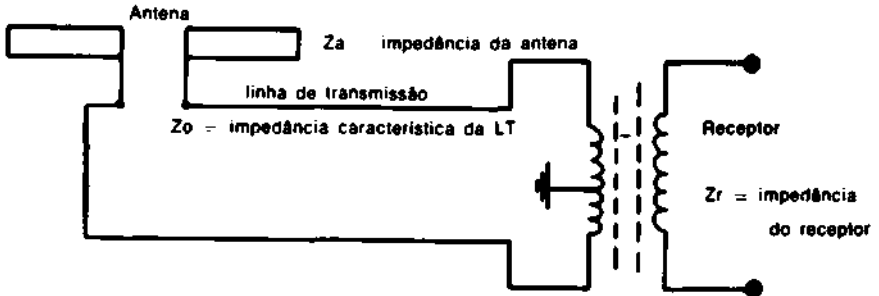 Antena
Za impedância da antena
linha de transmissão
Zo = impedância característica da LT
Receptor
Zr = impedância
do receptor